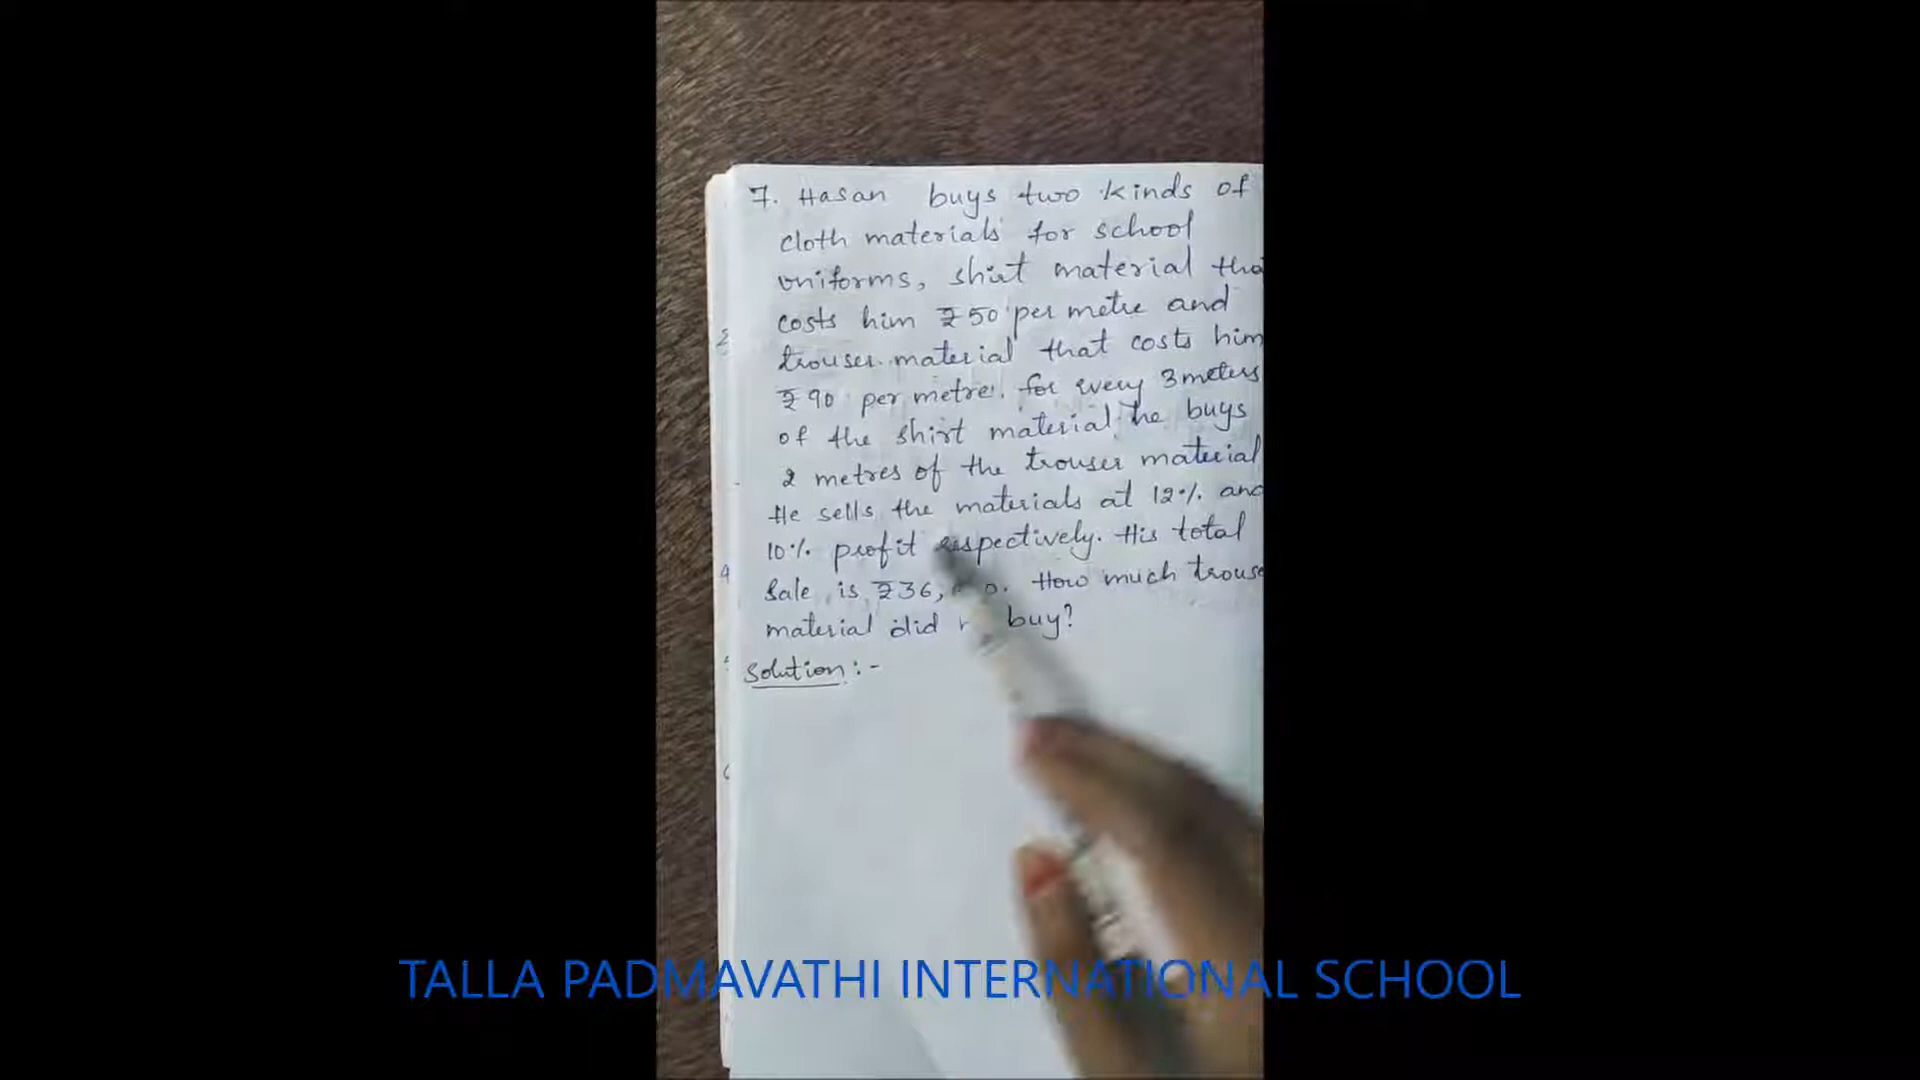 7. Hasan buys two kinds of
cloth materials for school
uniforms, shirt material tha
costs him ₹50 per metre and
trouser material that costs him
₹90 per metre. for every 3 meters
of the shirt material he buys
2 metres of the trouser material
He sells the materials at 12% and
10% profit respectively. His total
Sale is ₹36, How much trouse
material did buy?
Solution:-
TALLA PADMAVATHI INTERNATIONAL SCHOOL